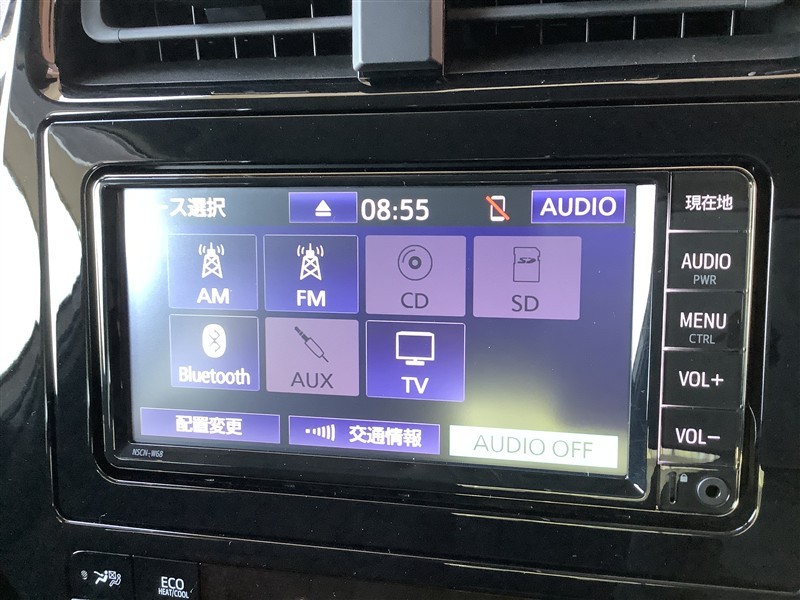 ース選択 08:55 AUDIO
現在地
AM FM CD SD
AUDIO
PWR
MENU
CTRL
Bluetooth AUX TV
VOL+
配置変更 交通情報 AUDIO OFF
VOL-
NSCN-W68
ECO
HEAT/COOL